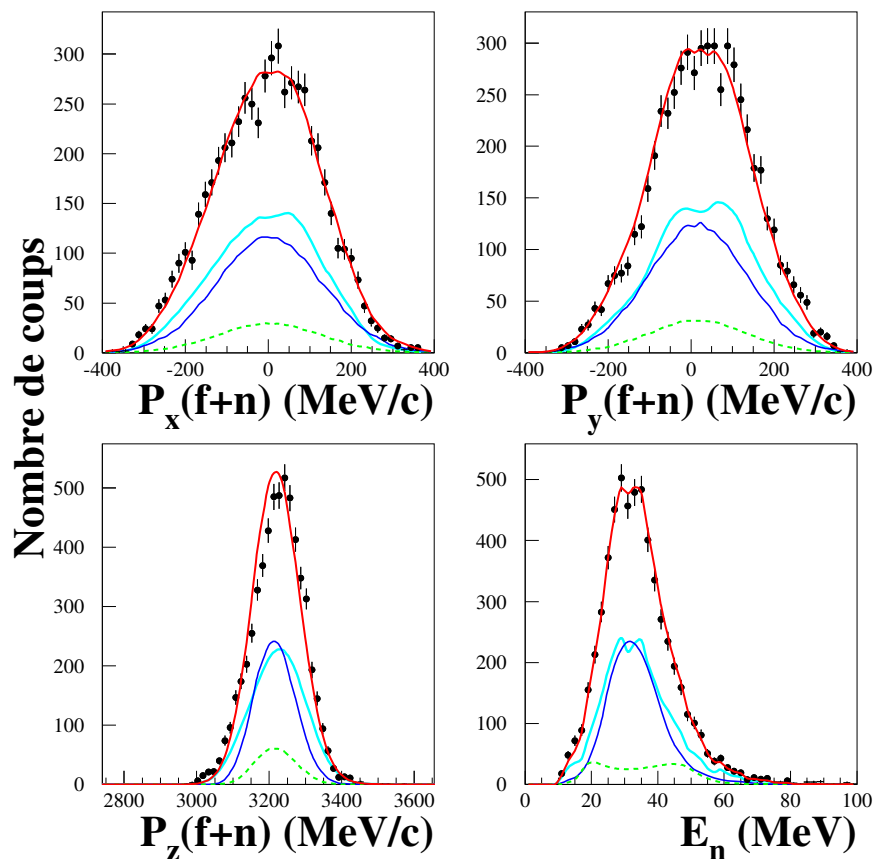 Nombre de coups
300
250
200
150
100
50
0
-400 -200 0 200 400
P_x(f+n) (MeV/c)
300
250
200
150
100
50
0
-400 -200 0 200 400
P_y(f+n) (MeV/c)
500
400
300
200
100
0
2800 3000 3200 3400 3600
P_z(f+n) (MeV/c)
500
400
300
200
100
0
0 20 40 60 80 100
E_n (MeV)